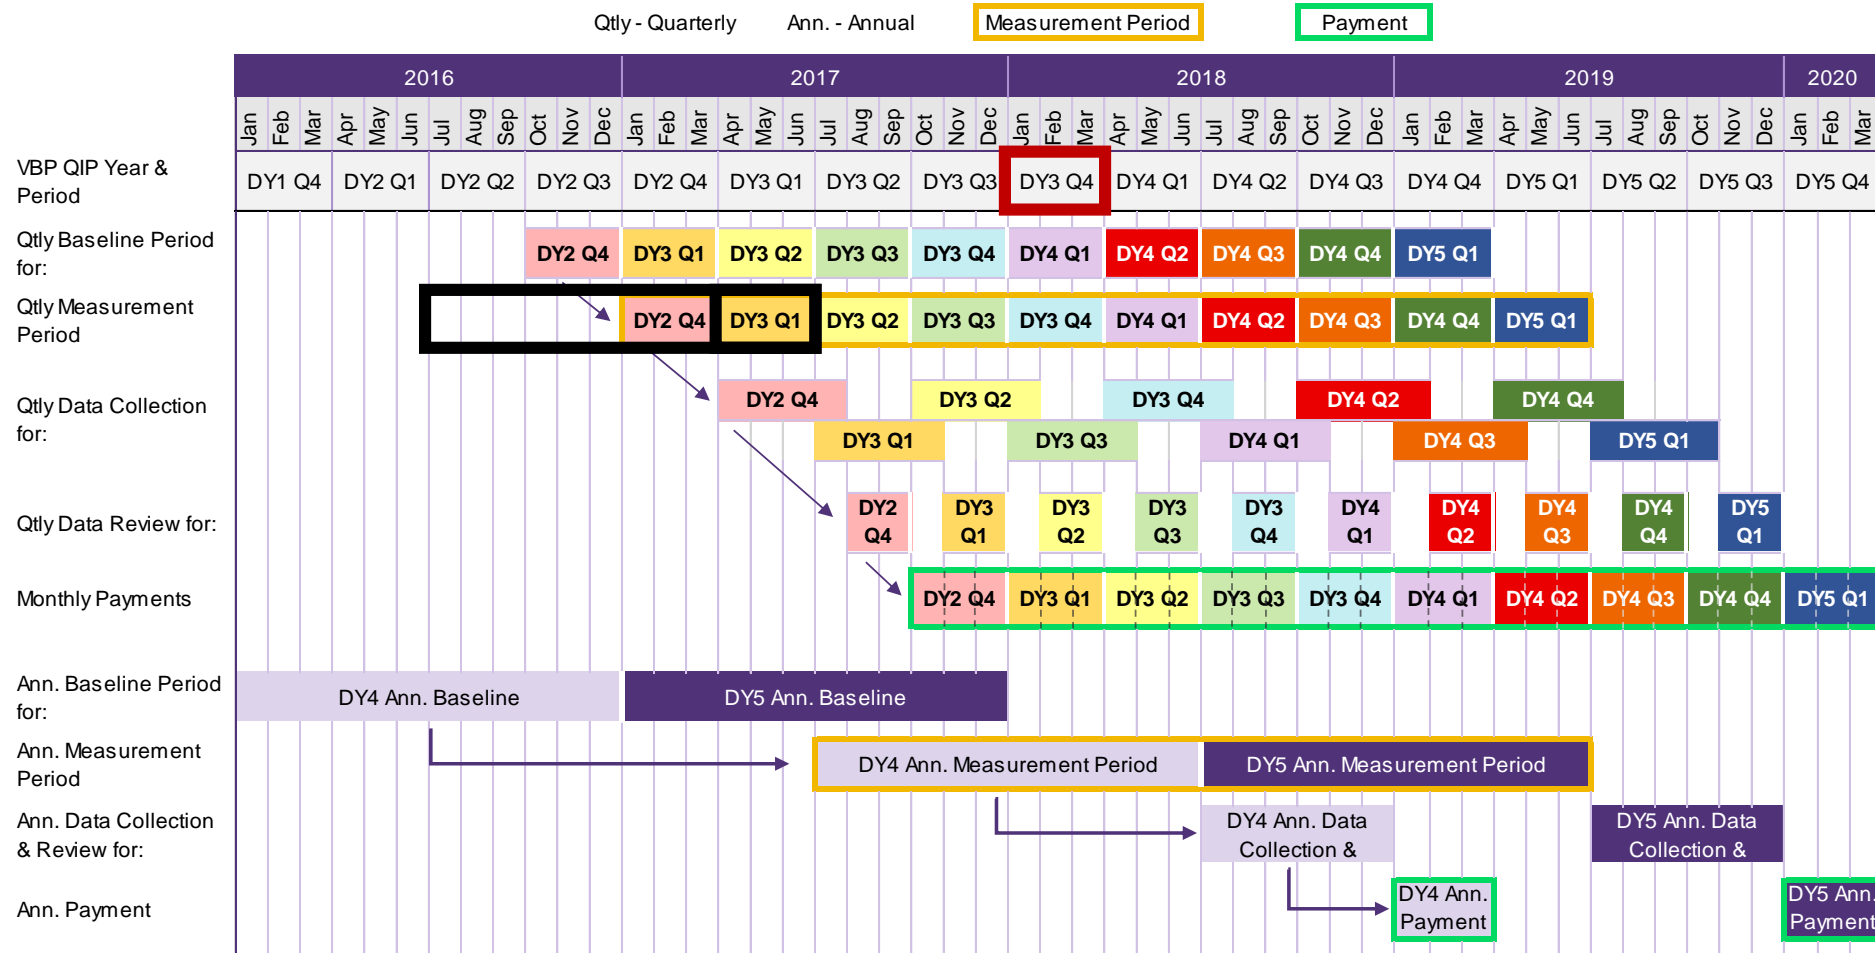 Qtly - Quarterly Ann. - Annual Measurement Period Payment
2016 2017 2018 2019 2020
Jan Feb Mar Apr May Jun Jul Aug Sep Oct Nov Dec Jan Feb Mar Apr May Jun Jul Aug Sep Oct Nov Dec Jan Feb Mar Apr May Jun Jul Aug Sep Oct Nov Dec Jan Feb Mar Apr May Jun Jul Aug Sep Oct Nov Dec Jan Feb Mar
VBP QIP Year &
Period
DY1 Q4 DY2 Q1 DY2 Q2 DY2 Q3 DY2 Q4 DY3 Q1 DY3 Q2 DY3 Q3 DY3 Q4 DY4 Q1 DY4 Q2 DY4 Q3 DY4 Q4 DY5 Q1 DY5 Q2 DY5 Q3 DY5 Q4
Qtly Baseline Period
for:
DY2 Q4 DY3 Q1 DY3 Q2 DY3 Q3 DY3 Q4 DY4 Q1 DY4 Q2 DY4 Q3 DY4 Q4 DY5 Q1
Qtly Measurement
Period
DY2 Q4 DY3 Q1 DY3 Q2 DY3 Q3 DY3 Q4 DY4 Q1 DY4 Q2 DY4 Q3 DY4 Q4 DY5 Q1
Qtly Data Collection
for:
DY2 Q4 DY3 Q2 DY3 Q4 DY4 Q2 DY4 Q4
DY3 Q1 DY3 Q3 DY4 Q1 DY4 Q3 DY5 Q1
Qtly Data Review for:
DY2 DY3 DY3 DY3 DY3 DY4 DY4 DY4 DY4 DY5
Q4 Q1 Q2 Q3 Q4 Q1 Q2 Q3 Q4 Q1
Monthly Payments
DY2 Q4 DY3 Q1 DY3 Q2 DY3 Q3 DY3 Q4 DY4 Q1 DY4 Q2 DY4 Q3 DY4 Q4 DY5 Q1
Ann. Baseline Period
for:
DY4 Ann. Baseline DY5 Ann. Baseline
Ann. Measurement
Period
DY4 Ann. Measurement Period DY5 Ann. Measurement Period
Ann. Data Collection
& Review for:
DY4 Ann. Data DY5 Ann. Data
Collection & Collection &
Ann. Payment
DY4 Ann. DY5 Ann.
Payment Payment